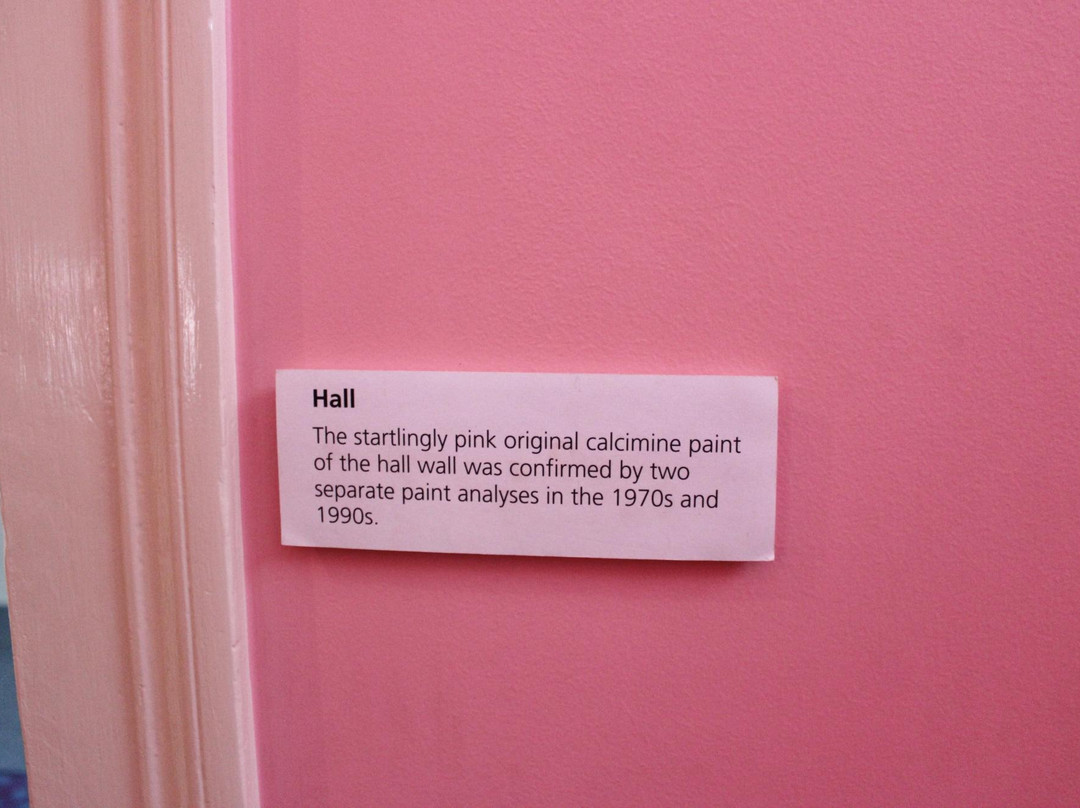 Hall
The startlingly pink original calcimine paint
of the hall wall was confirmed by two
separate paint analyses in the 1970s and
1990s.